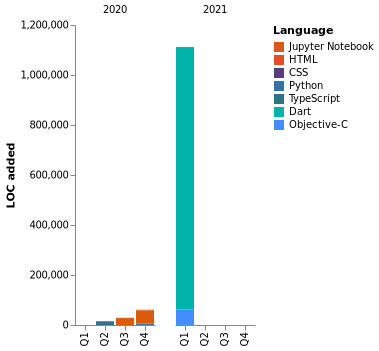 2020
2021
1,200,000
1,000,000
800,000
600,000
400,000
200,000
0
LOC added
Q1
Q2
Q3
Q4
Q1
Q2
Q3
Q4
Language
Jupyter Notebook
HTML
CSS
Python
TypeScript
Dart
Objective-C